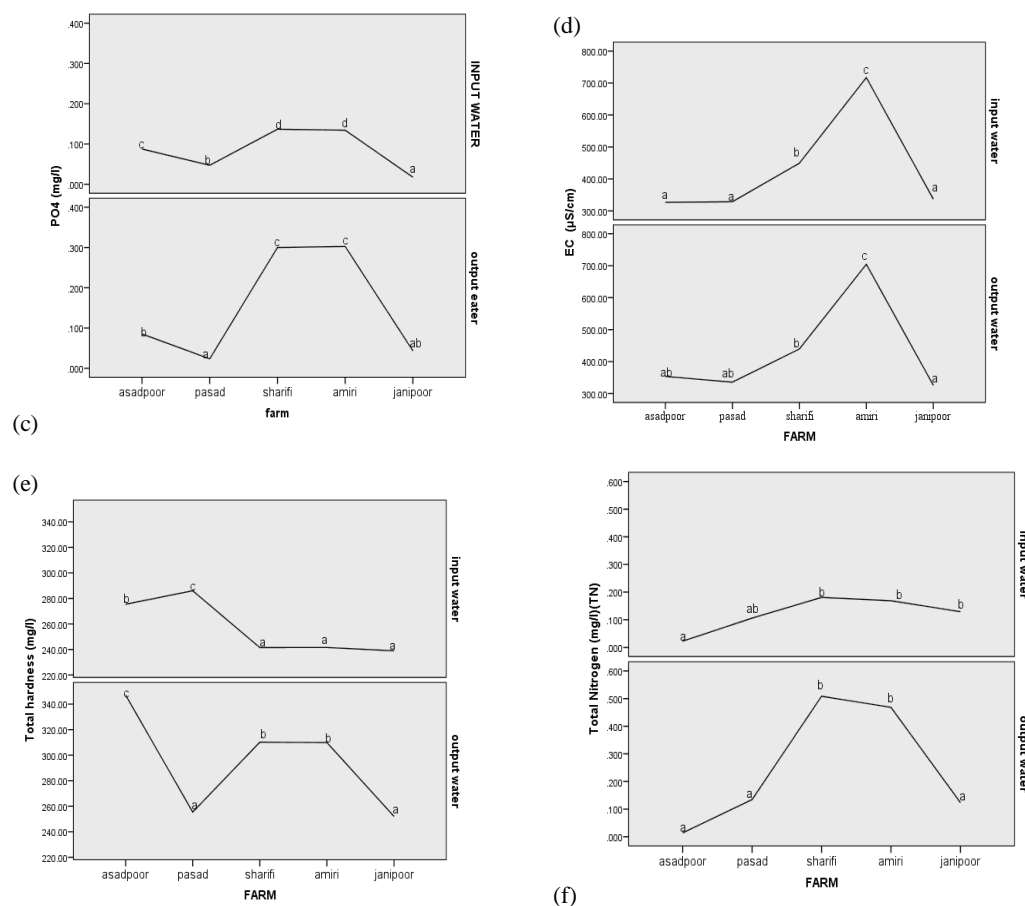 (c)
.400
.300
.200
.100
.000
c
b
d
d
a
INPUT WATER
PO4 (mg/l)
.400
.300
.200
.100
.000
b
a
c
c
ab
output eater
asadpoor pasad sharifi amiri janipoor
farm
(d)
800.00
700.00
600.00
500.00
400.00
300.00
a
a
b
c
a
input water
EC (µS/cm)
800.00
700.00
600.00
500.00
400.00
300.00
ab
ab
b
c
a
output water
asadpoor pasad sharifi amiri janipoor
FARM
(e)
340.00
320.00
300.00
280.00
260.00
240.00
220.00
b
c
a
a
a
input water
Total hardness (mg/l)
340.00
320.00
300.00
280.00
260.00
240.00
220.00
c
a
b
b
a
output water
asadpoor pasad sharifi amiri janipoor
FARM
.600
.500
.400
.300
.200
.100
.000
a
ab
b
b
b
input water
Total Nitrogen (mg/l)(TN)
.600
.500
.400
.300
.200
.100
.000
a
a
b
b
a
output water
asadpoor pasad sharifi amiri janipoor
FARM
(f)